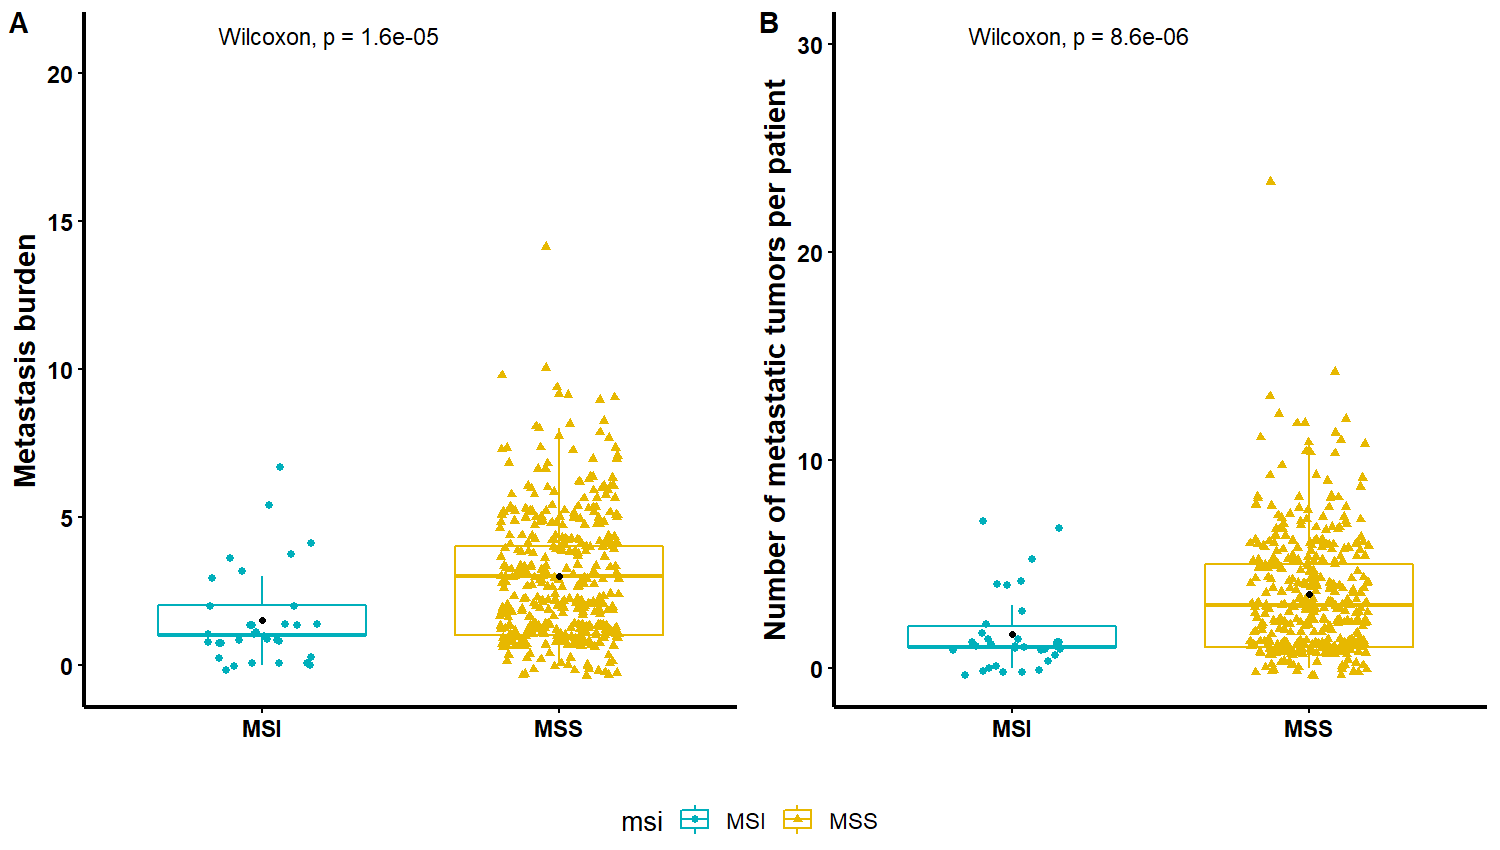 A
Wilcoxon, p = 1.6e-05
Metastasis burden
20
15
10
5
0
MSI
MSS
B
Wilcoxon, p = 8.6e-06
Number of metastatic tumors per patient
30
20
10
0
MSI
MSS
msi MSI MSS